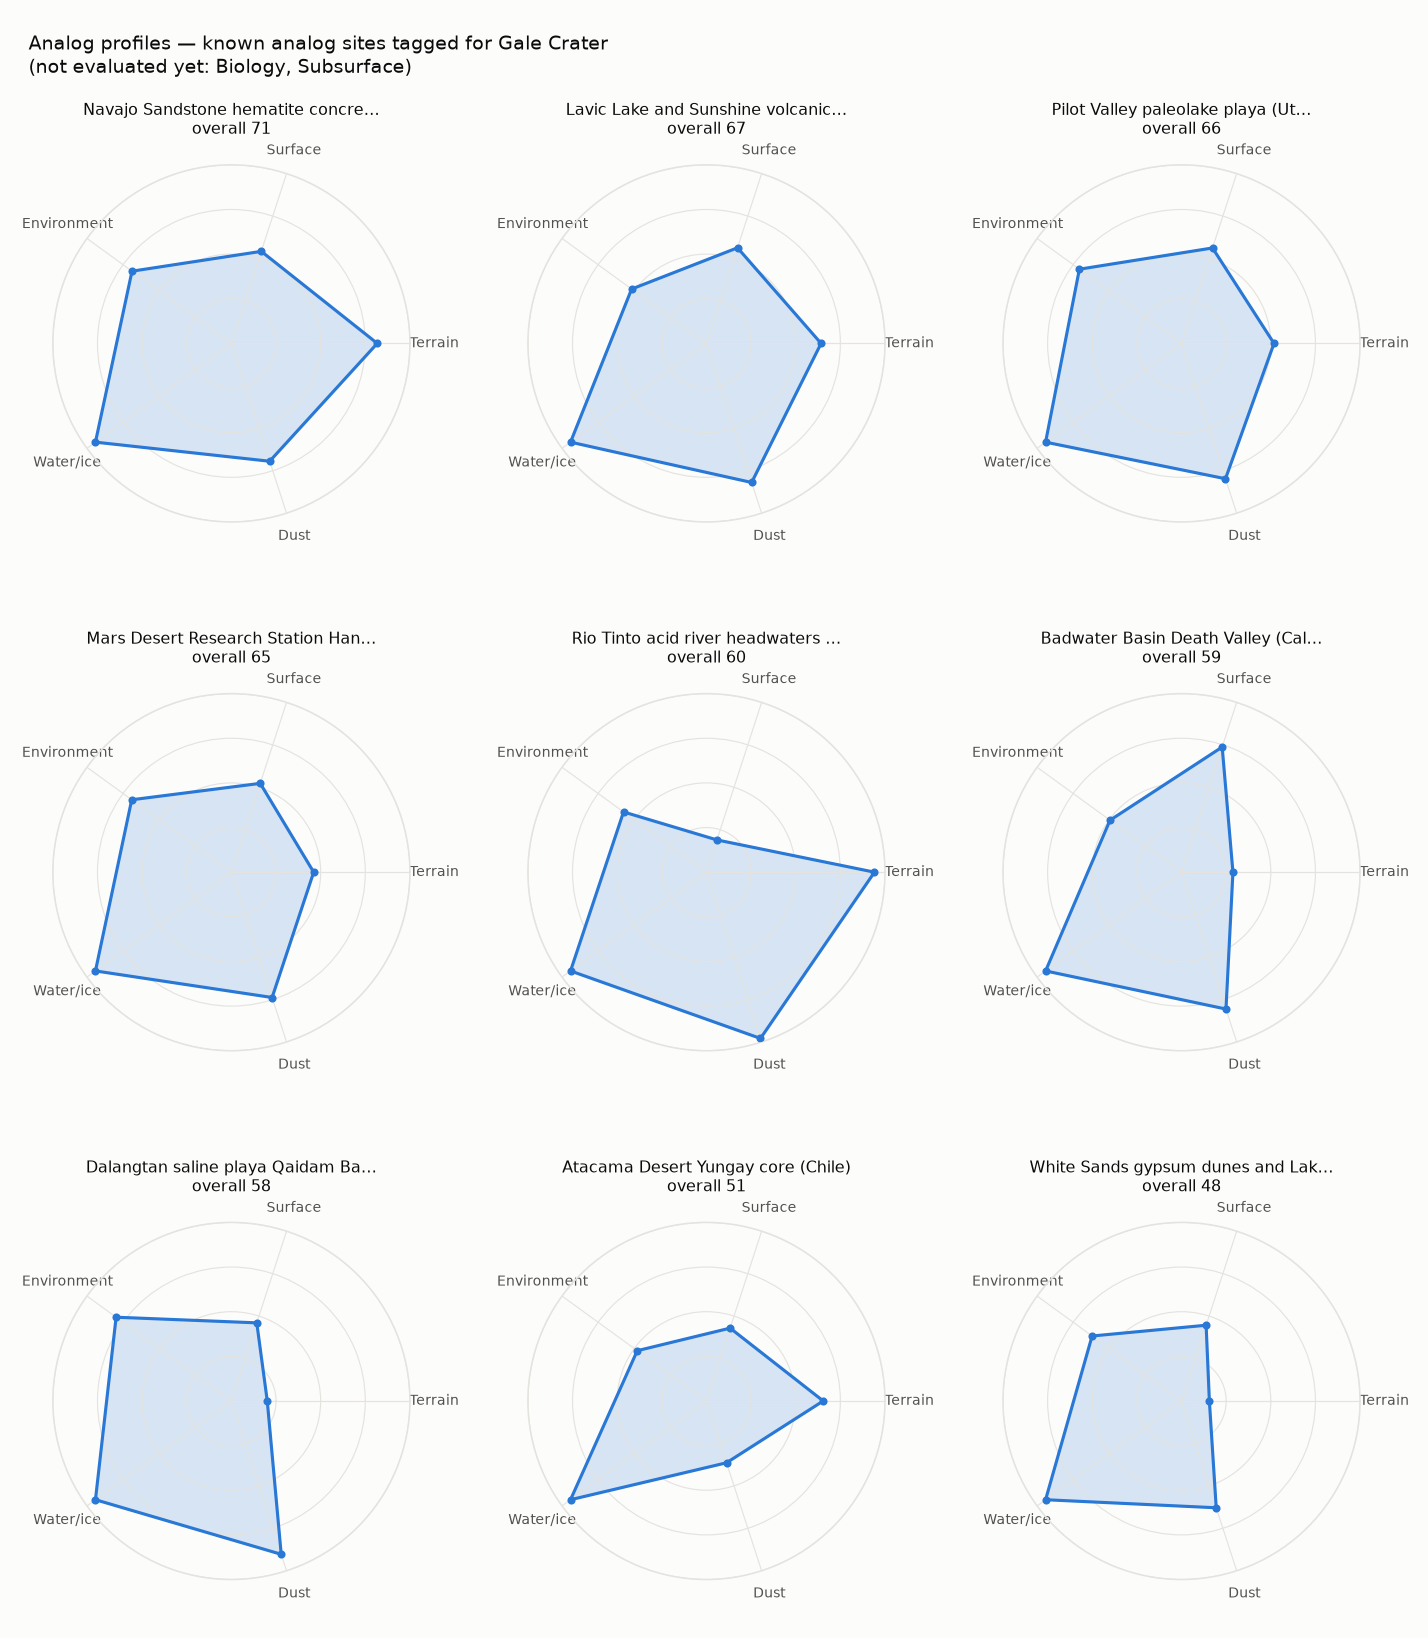 Analog profiles — known analog sites tagged for Gale Crater
(not evaluated yet: Biology, Subsurface)
Navajo Sandstone hematite concre...
overall 71
Surface
Environment
Terrain
Water/ice
Dust
Lavic Lake and Sunshine volcanic...
overall 67
Surface
Environment
Terrain
Water/ice
Dust
Pilot Valley paleolake playa (Ut...
overall 66
Surface
Environment
Terrain
Water/ice
Dust
Mars Desert Research Station Han...
overall 65
Surface
Environment
Terrain
Water/ice
Dust
Rio Tinto acid river headwaters ...
overall 60
Surface
Environment
Terrain
Water/ice
Dust
Badwater Basin Death Valley (Cal...
overall 59
Surface
Environment
Terrain
Water/ice
Dust
Dalangtan saline playa Qaidam Ba...
overall 58
Surface
Environment
Terrain
Water/ice
Dust
Atacama Desert Yungay core (Chile)
overall 51
Surface
Environment
Terrain
Water/ice
Dust
White Sands gypsum dunes and Lak...
overall 48
Surface
Environment
Terrain
Water/ice
Dust